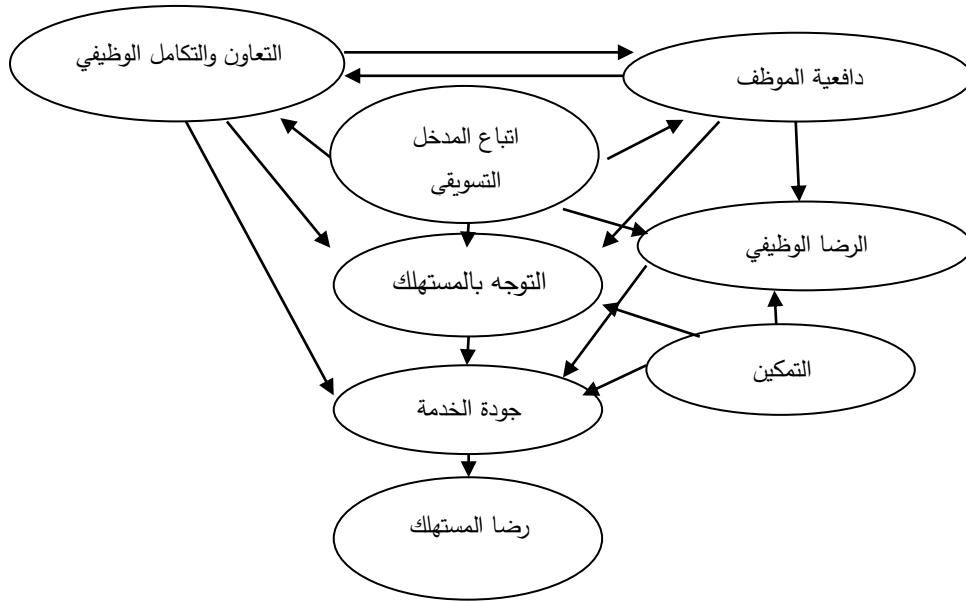 التعاون والتكامل الوظيفي
دافعية الموظف
اتباع المدخل
التسويقى
الرضا الوظيفي
التوجه بالمستهلك
التمكين
جودة الخدمة
رضا المستهلك